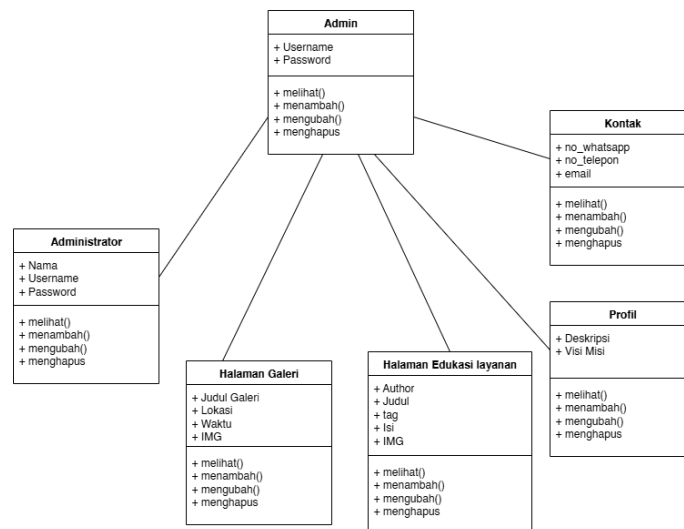 Admin
+ Username
+ Password
+ melihat()
+ menambah()
+ mengubah()
+ menghapus
Kontak
+ no_whatsapp
+ no_telepon
+ email
+ melihat()
+ menambah()
+ mengubah()
+ menghapus
Administrator
+ Nama
+ Username
+ Password
+ melihat()
+ menambah()
+ mengubah()
+ menghapus
Profil
+ Deskripsi
+ Visi Misi
+ melihat()
+ menambah()
+ mengubah()
+ menghapus
Halaman Galeri
+ Judul Galeri
+ Lokasi
+ Waktu
+ IMG
+ melihat()
+ menambah()
+ mengubah()
+ menghapus
Halaman Edukasi layanan
+ Author
+ Judul
+ tag
+ Isi
+ IMG
+ melihat()
+ menambah()
+ mengubah()
+ menghapus